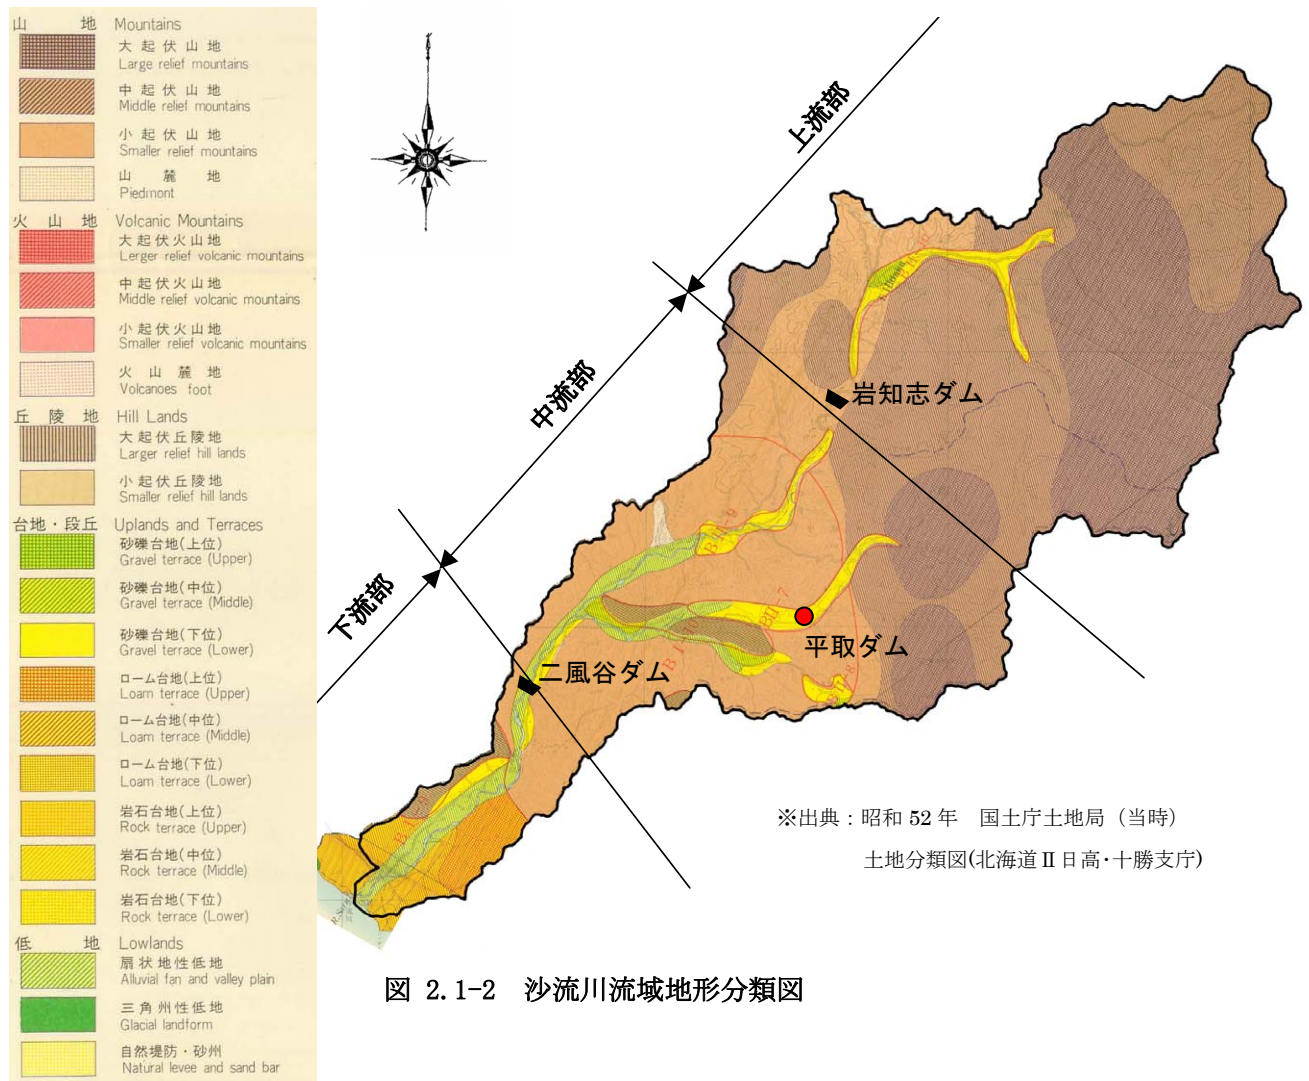 山 地 Mountains
大起伏山地
Large relief mountains
中起伏山地
Middle relief mountains
小起伏山地
Smaller relief mountains
山麓地
Piedmont
火山地 Volcanic Mountains
大起伏火山地
Lerger relief volcanic mountains
中起伏火山地
Middle relief volcanic mountains
小起伏火山地
Smaller relief volcanic mountains
火山麓地
Volcanoes foot
丘陵地 Hill Lands
大起伏丘陵地
Larger relief hill lands
小起伏丘陵地
Smaller relief hill lands
台地・段丘 Uplands and Terraces
砂礫台地(上位)
Gravel terrace (Upper)
砂礫台地(中位)
Gravel terrace (Middle)
砂礫台地(下位)
Gravel terrace (Lower)
ローム台地(上位)
Loam terrace (Upper)
ローム台地(中位)
Loam terrace (Middle)
ローム台地(下位)
Loam terrace (Lower)
岩石台地(上位)
Rock terrace (Upper)
岩石台地(中位)
Rock terrace (Middle)
岩石台地(下位)
Rock terrace (Lower)
低 地 Lowlands
扇状地性低地
Alluvial fan and valley plain
三角州性低地
Glacial landform
自然堤防・砂州
Natural levee and sand bar
上流部
中流部
下流部
岩知志ダム
平取ダム
二風谷ダム
※出典：昭和 52 年　国土庁土地局（当時）
土地分類図(北海道Ⅱ日高・十勝支庁)
図 2.1-2　沙流川流域地形分類図